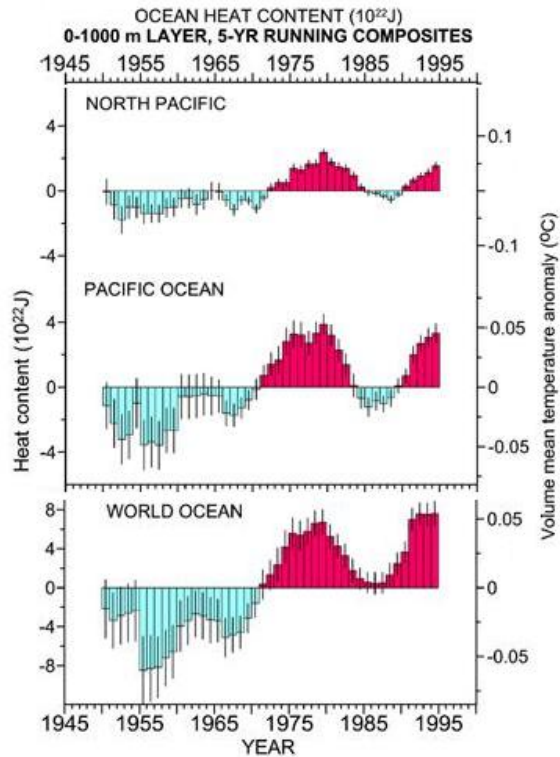 OCEAN HEAT CONTENT (10²²J)
0-1000 m LAYER, 5-YR RUNNING COMPOSITES
1945 1955 1965 1975 1985 1995
NORTH PACIFIC
4
0
-4
0.1
0
-0.1
PACIFIC OCEAN
4
0
-4
0.05
0
-0.05
WORLD OCEAN
8
4
0
-4
-8
0.05
0
-0.05
Heat content (10²²J)
Volume mean temperature anomaly (°C)
1945 1955 1965 1975 1985 1995
YEAR